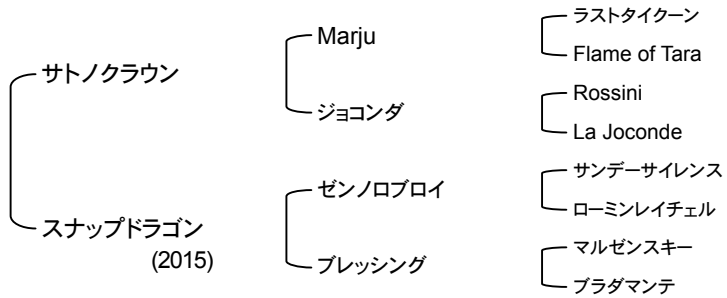 サトノクラウン
スナップドラゴン
(2015)
Marju
ジョコンダ
ゼンノロブロイ
ブレッシング
ラストタイクーン
Flame of Tara
Rossini
La Joconde
サンデーサイレンス
ローミンレイチェル
マルゼンスキー
ブラダマンテ